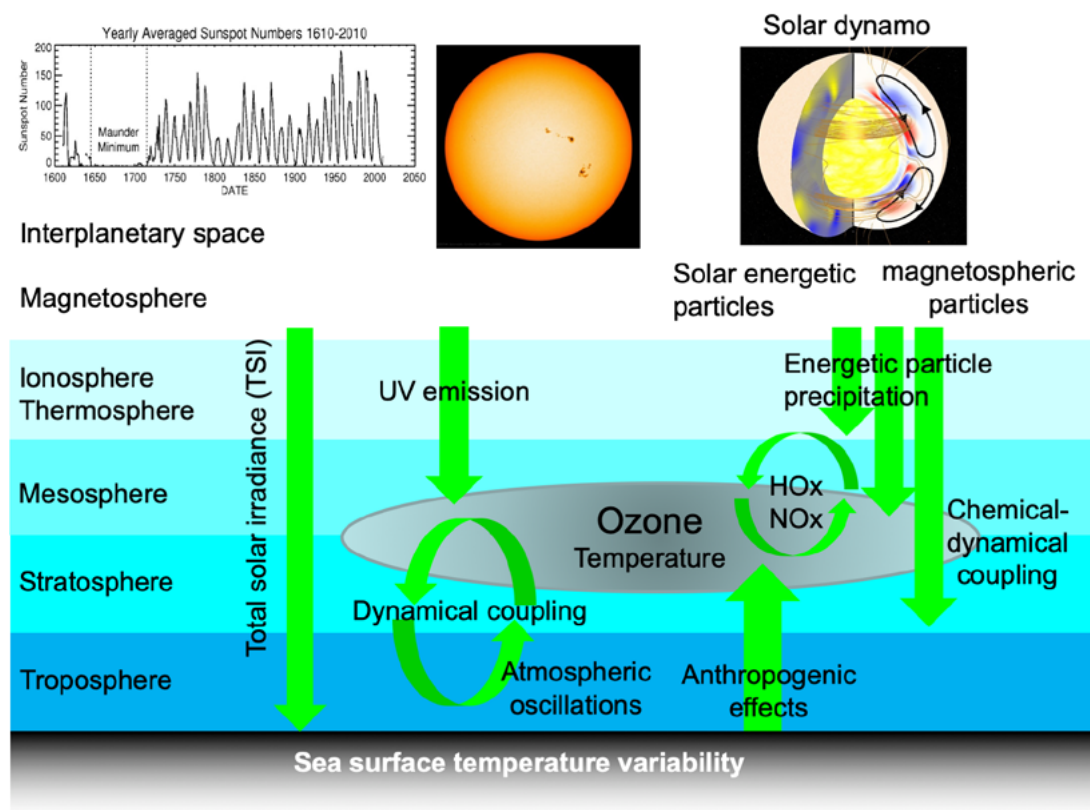 Yearly Averaged Sunspot Numbers 1610-2010
Sunspot Number
200
150
100
50
0
Maunder
Minimum
1600 1650 1700 1750 1800 1850 1900 1950 2000 2050
DATE
Solar dynamo
Interplanetary space
Magnetosphere
Solar energetic
particles
magnetospheric
particles
Ionosphere
Thermosphere
Total solar irradiance (TSI)
UV emission
Energetic particle
precipitation
Mesosphere
HOx
NOx
Ozone
Temperature
Chemical-
dynamical
coupling
Stratosphere
Dynamical coupling
Troposphere
Atmospheric
oscillations
Anthropogenic
effects
Sea surface temperature variability